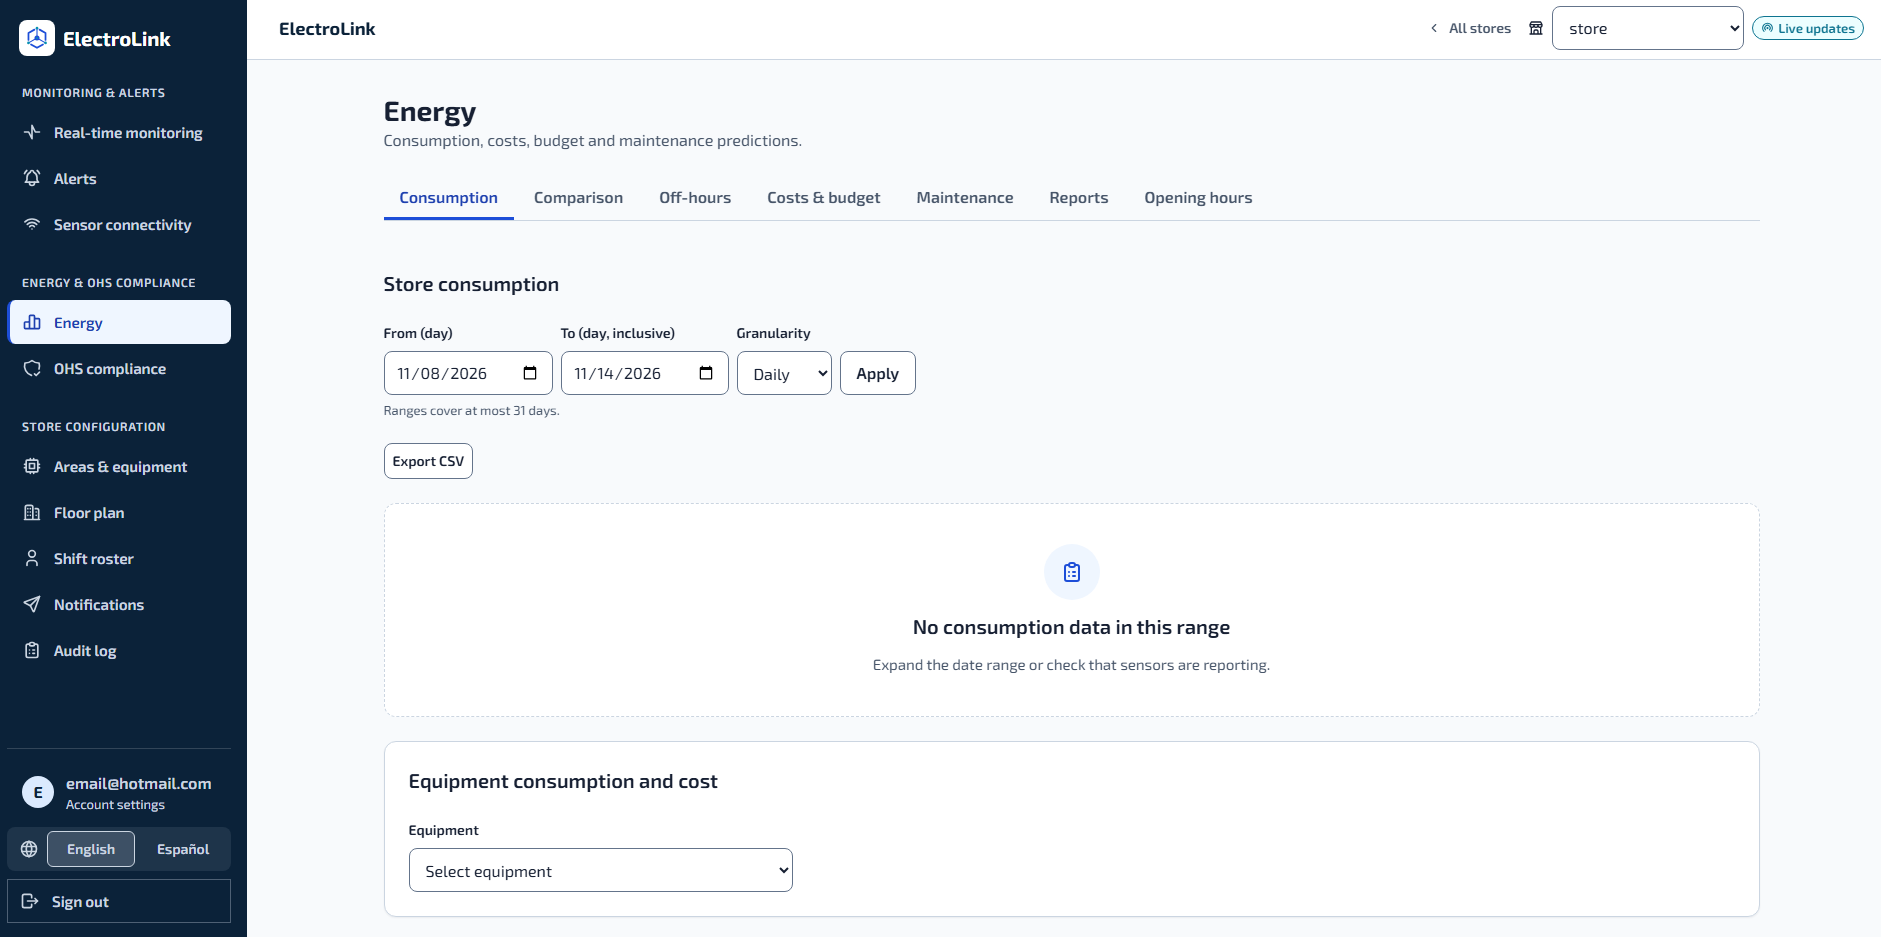 ElectroLink
MONITORING & ALERTS
Real-time monitoring
Alerts
Sensor connectivity
ENERGY & OHS COMPLIANCE
Energy
OHS compliance
STORE CONFIGURATION
Areas & equipment
Floor plan
Shift roster
Notifications
Audit log
E
email@hotmail.com
Account settings
English
Español
Sign out
ElectroLink
All stores
store
Live updates
Energy
Consumption, costs, budget and maintenance predictions.
Consumption
Comparison
Off-hours
Costs & budget
Maintenance
Reports
Opening hours
Store consumption
From (day)
To (day, inclusive)
Granularity
11/08/2026
11/14/2026
Daily
Apply
Ranges cover at most 31 days.
Export CSV
No consumption data in this range
Expand the date range or check that sensors are reporting.
Equipment consumption and cost
Equipment
Select equipment